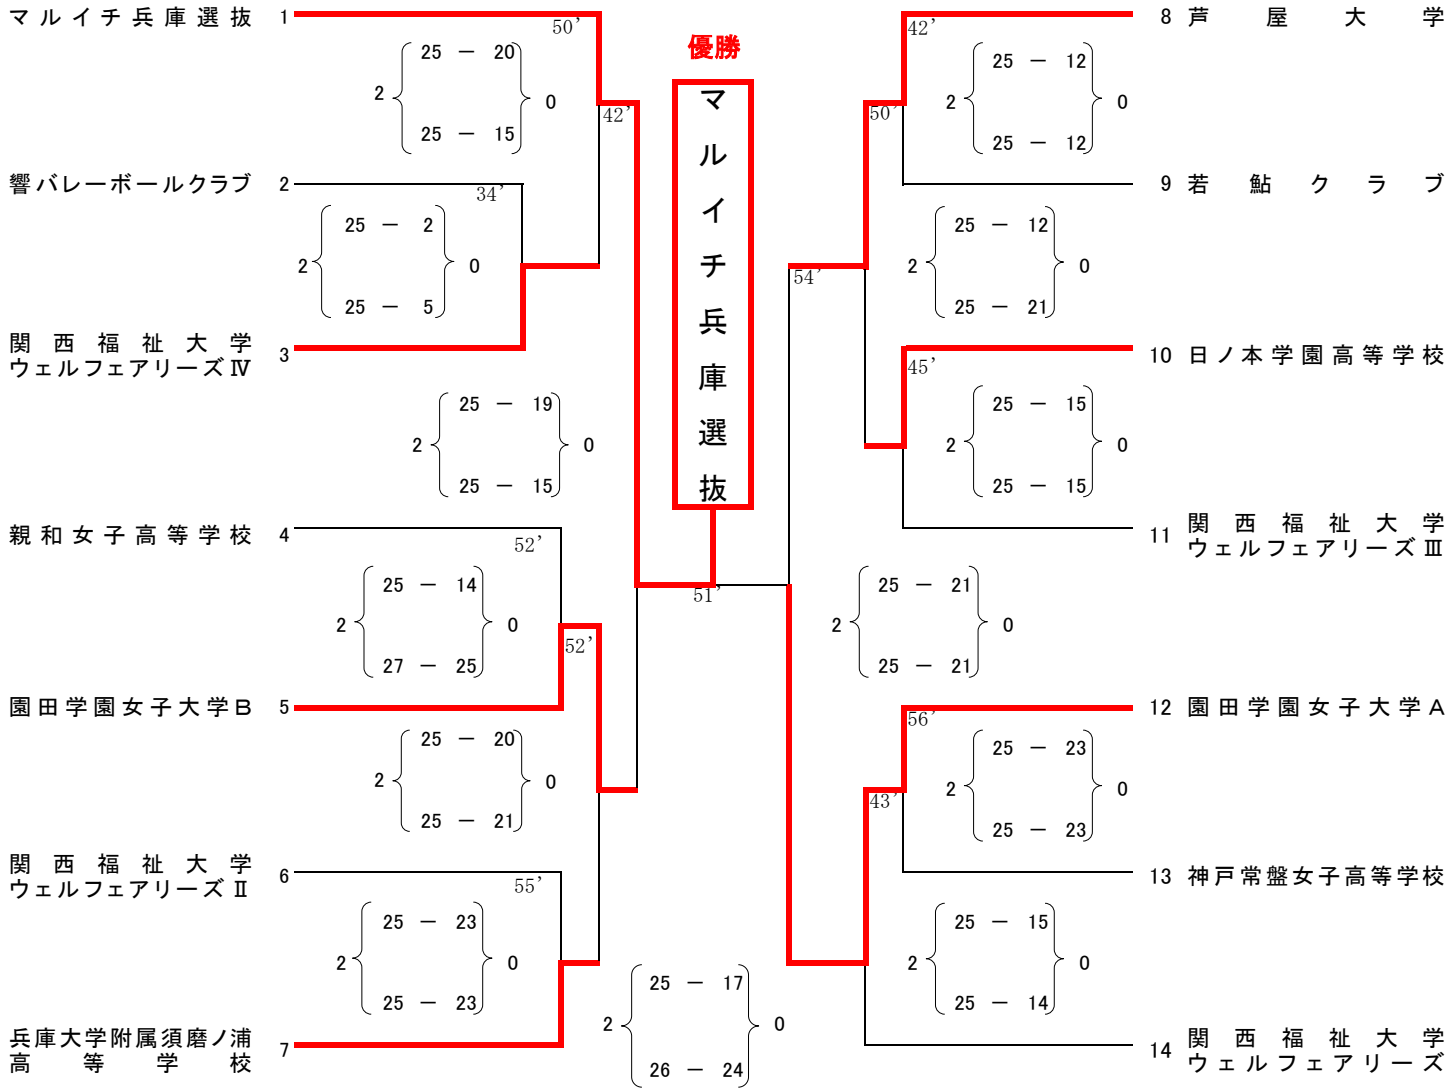 優勝
マルイチ兵庫選抜
マルイチ兵庫選抜 1
50’
25 － 20
2 0
25 － 15
42’
響バレーボールクラブ 2
34’
25 － 2
2 0
25 － 5
関西福祉大学
ウェルフェアリーズⅣ 3
25 － 19
2 0
25 － 15
親和女子高等学校 4
52’
25 － 14
2 0
27 － 25
52’
園田学園女子大学B 5
25 － 20
2 0
25 － 21
関西福祉大学
ウェルフェアリーズⅡ 6
55’
25 － 23
2 0
25 － 23
兵庫大学附属須磨ノ浦
高等学校 7
51’
25 － 17
2 0
26 － 24
8 芦屋大学
42’
25 － 12
2 0
25 － 12
50’
9 若鮎クラブ
25 － 12
2 0
25 － 21
54’
10 日ノ本学園高等学校
45’
25 － 15
2 0
25 － 15
11 関西福祉大学
ウェルフェアリーズⅢ
25 － 21
2 0
25 － 21
12 園田学園女子大学A
56’
25 － 23
2 0
25 － 23
43’
13 神戸常盤女子高等学校
25 － 15
2 0
25 － 14
14 関西福祉大学
ウェルフェアリーズ